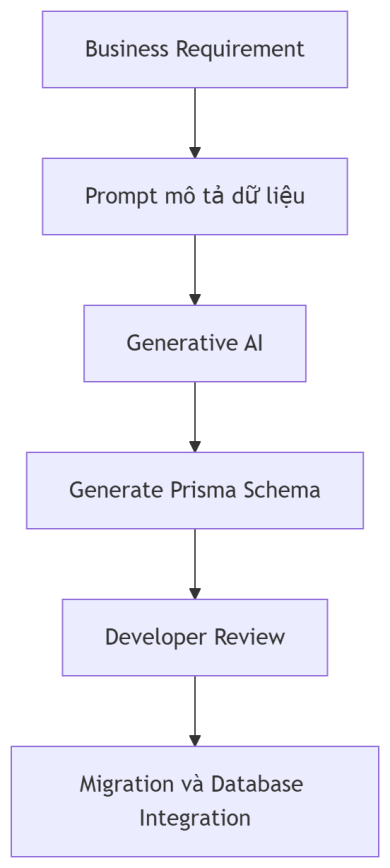 Business Requirement
Prompt mô tả dữ liệu
Generative AI
Generate Prisma Schema
Developer Review
Migration và Database
Integration